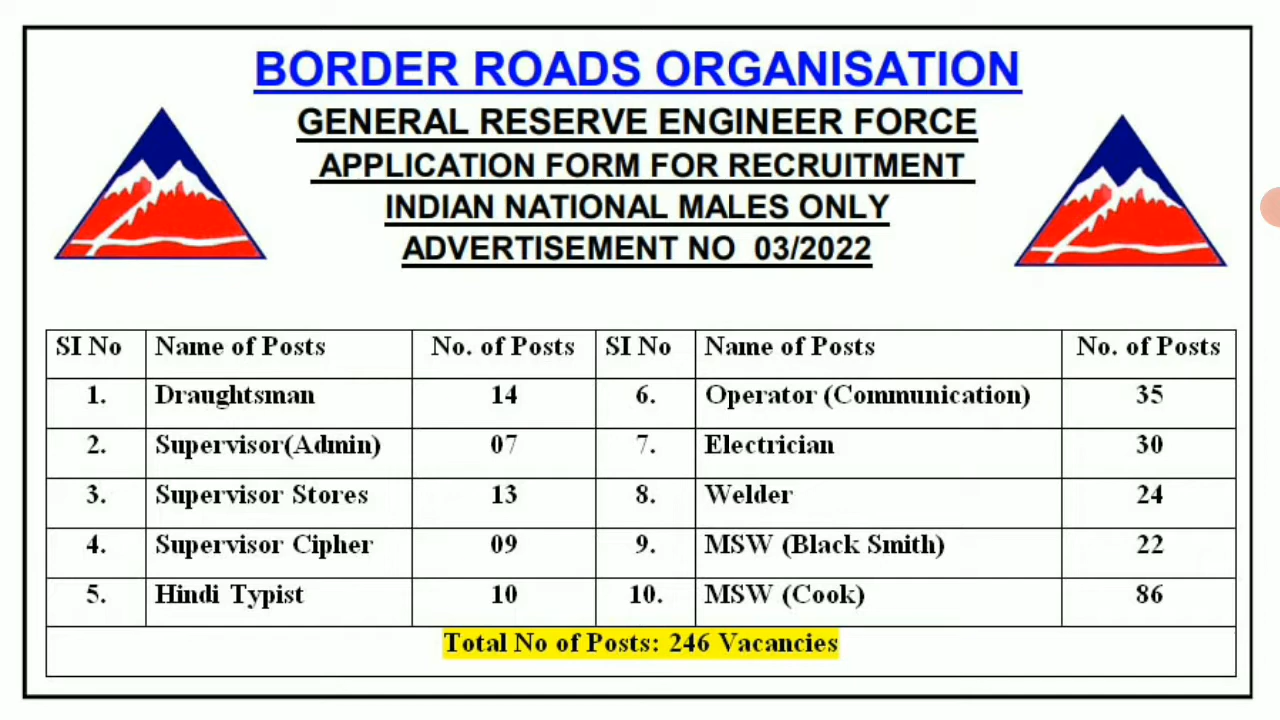 BORDER ROADS ORGANISATION
GENERAL RESERVE ENGINEER FORCE
APPLICATION FORM FOR RECRUITMENT
INDIAN NATIONAL MALES ONLY
ADVERTISEMENT NO 03/2022
SI No Name of Posts No. of Posts SI No Name of Posts No. of Posts
1. Draughtsman 14 6. Operator (Communication) 35
2. Supervisor(Admin) 07 7. Electrician 30
3. Supervisor Stores 13 8. Welder 24
4. Supervisor Cipher 09 9. MSW (Black Smith) 22
5. Hindi Typist 10 10. MSW (Cook) 86
Total No of Posts: 246 Vacancies